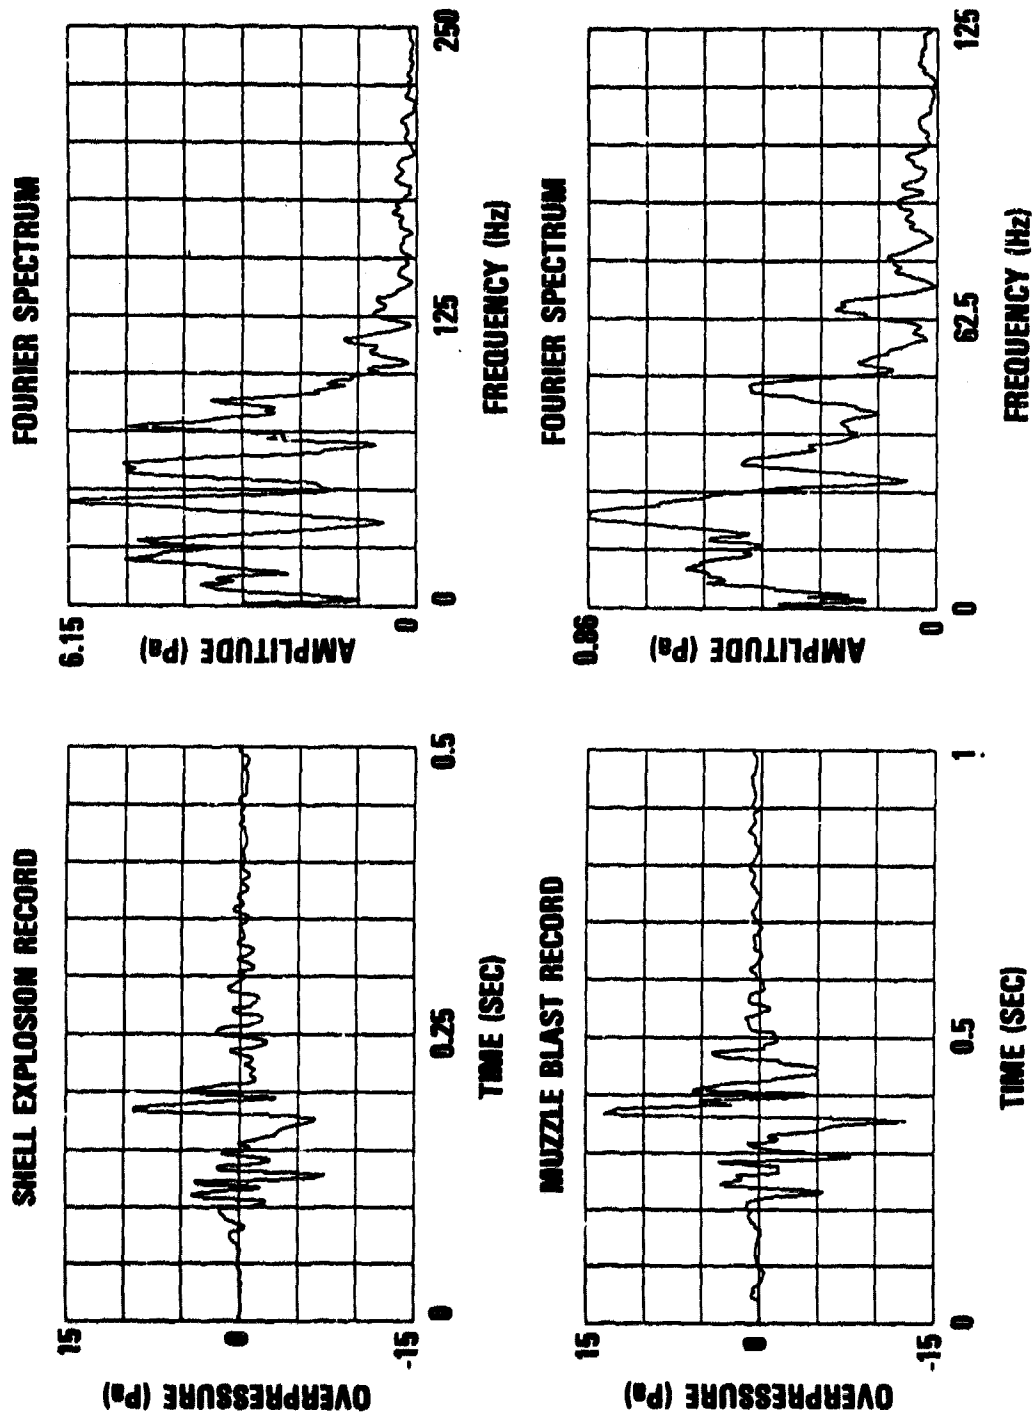 SHELL EXPLOSION RECORD
OVERPRESSURE (Pa)
15
0
-15
0
0.25
0.5
TIME (SEC)
FOURIER SPECTRUM
AMPLITUDE (Pa)
6.15
0
0
125
250
FREQUENCY (Hz)
MUZZLE BLAST RECORD
OVERPRESSURE (Pa)
15
0
-15
0
0.5
1
TIME (SEC)
FOURIER SPECTRUM
AMPLITUDE (Pa)
0.86
0
0
62.5
125
FREQUENCY (Hz)